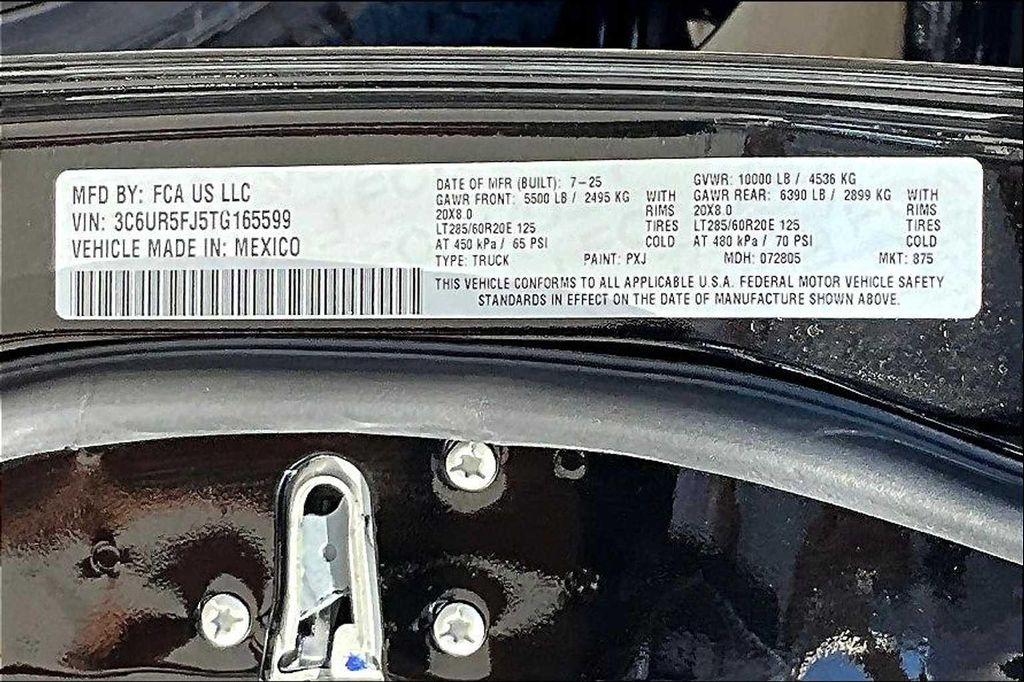 MFD BY: FCA US LLC
VIN: 3C6UR5FJ5TG165599
VEHICLE MADE IN: MEXICO
DATE OF MFR (BUILT): 7-25
GAWR FRONT: 5500 LB / 2495 KG WITH
20X8.0 RIMS
LT285/60R20E 125 TIRES
AT 450 kPa / 65 PSI COLD
TYPE: TRUCK PAINT: PXJ
GVWR: 10000 LB / 4536 KG
GAWR REAR: 6390 LB / 2899 KG WITH
20X8.0 RIMS
LT285/60R20E 125 TIRES
AT 480 kPa / 70 PSI COLD
MDH: 072805 MKT: 875
THIS VEHICLE CONFORMS TO ALL APPLICABLE U.S.A. FEDERAL MOTOR VEHICLE SAFETY
STANDARDS IN EFFECT ON THE DATE OF MANUFACTURE SHOWN ABOVE.